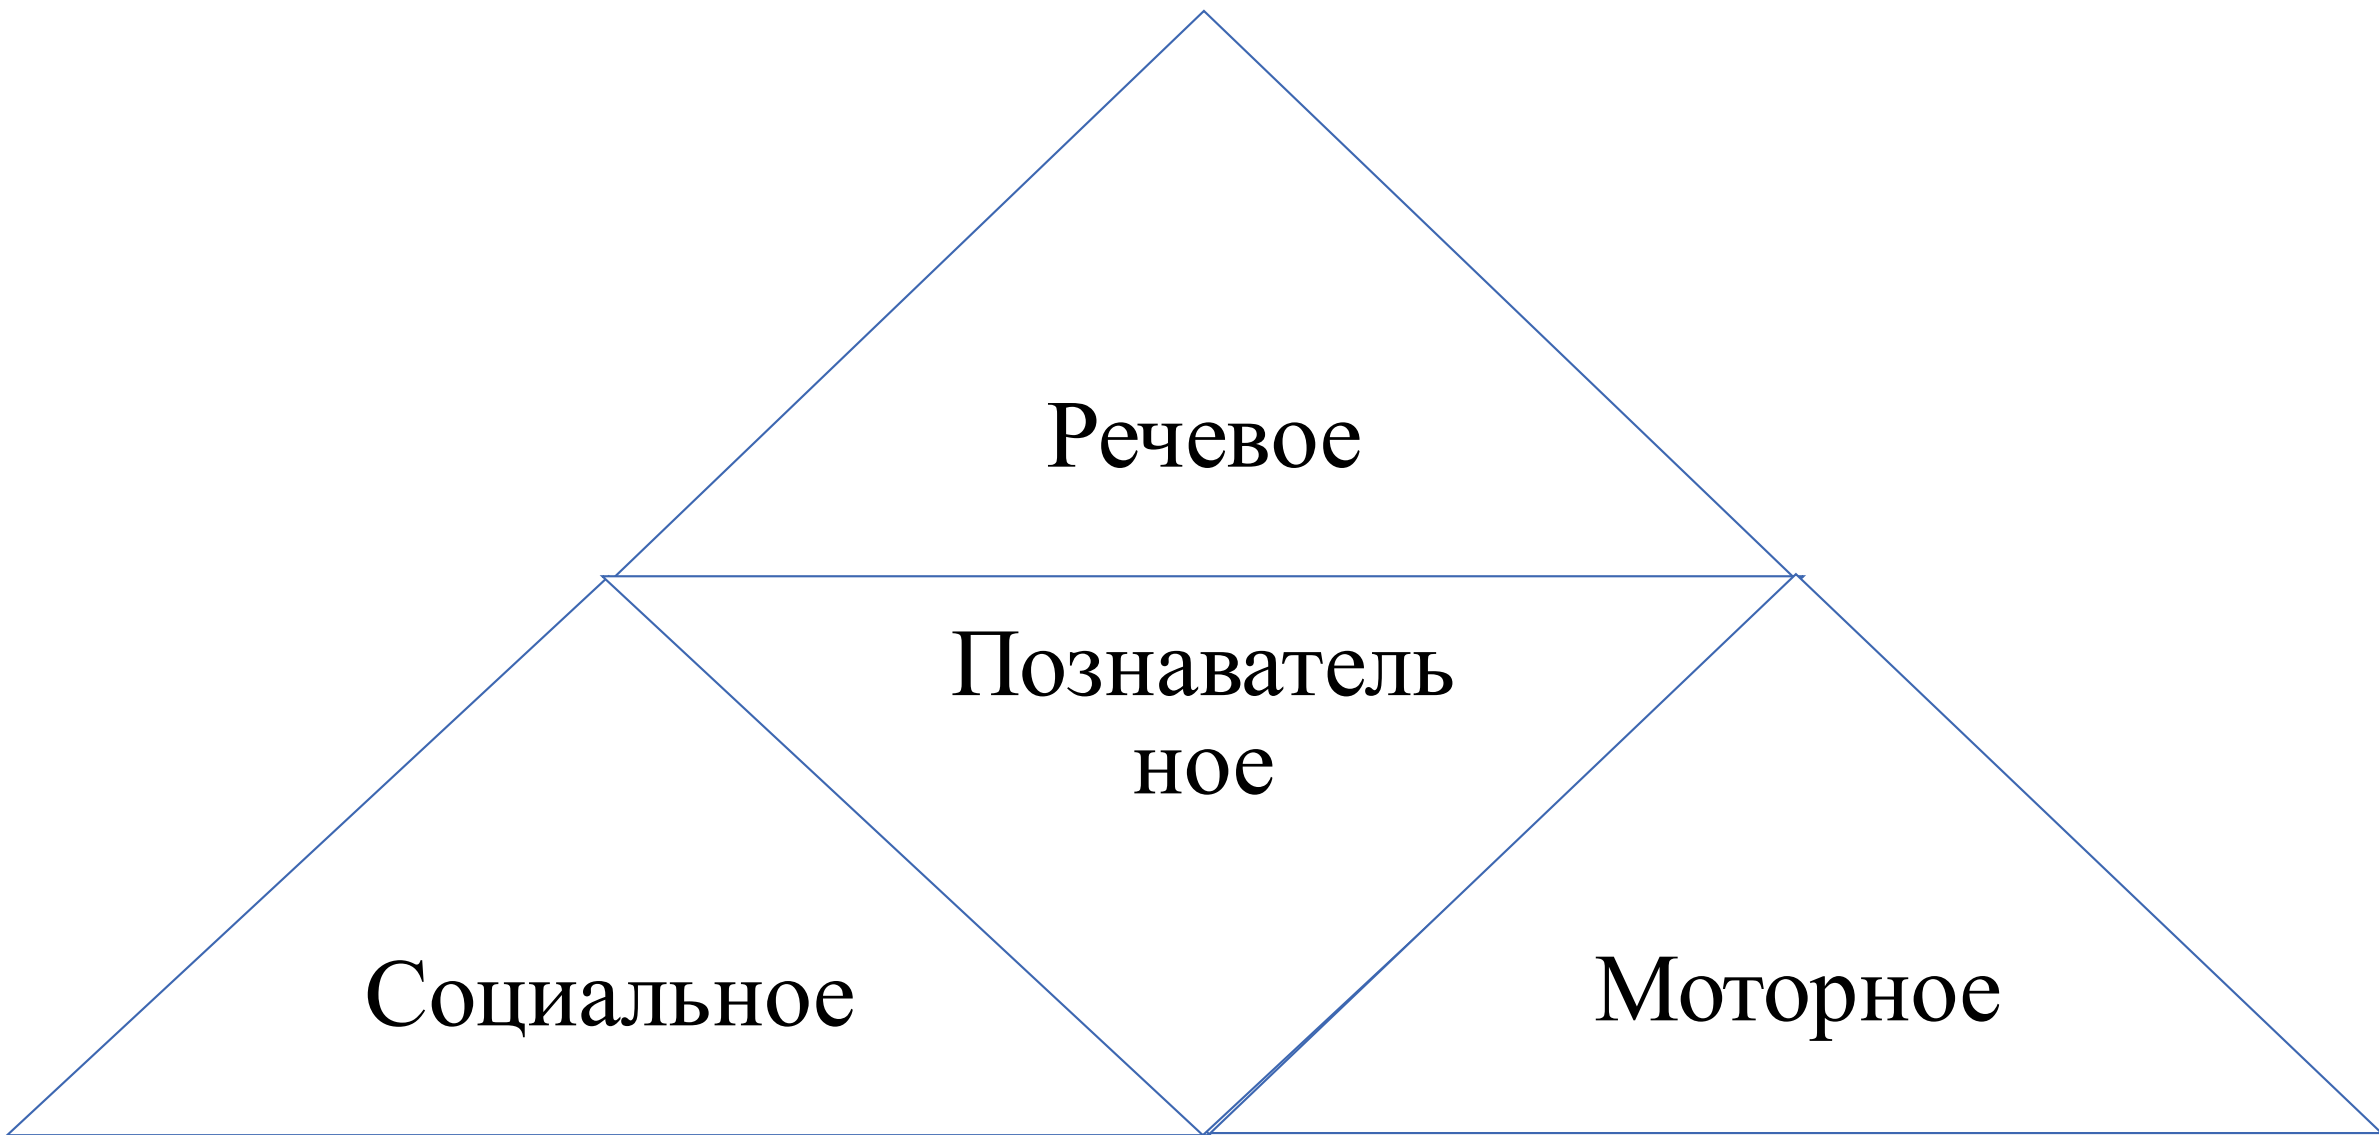 Речевое
Познаватель
ное
Социальное
Моторное